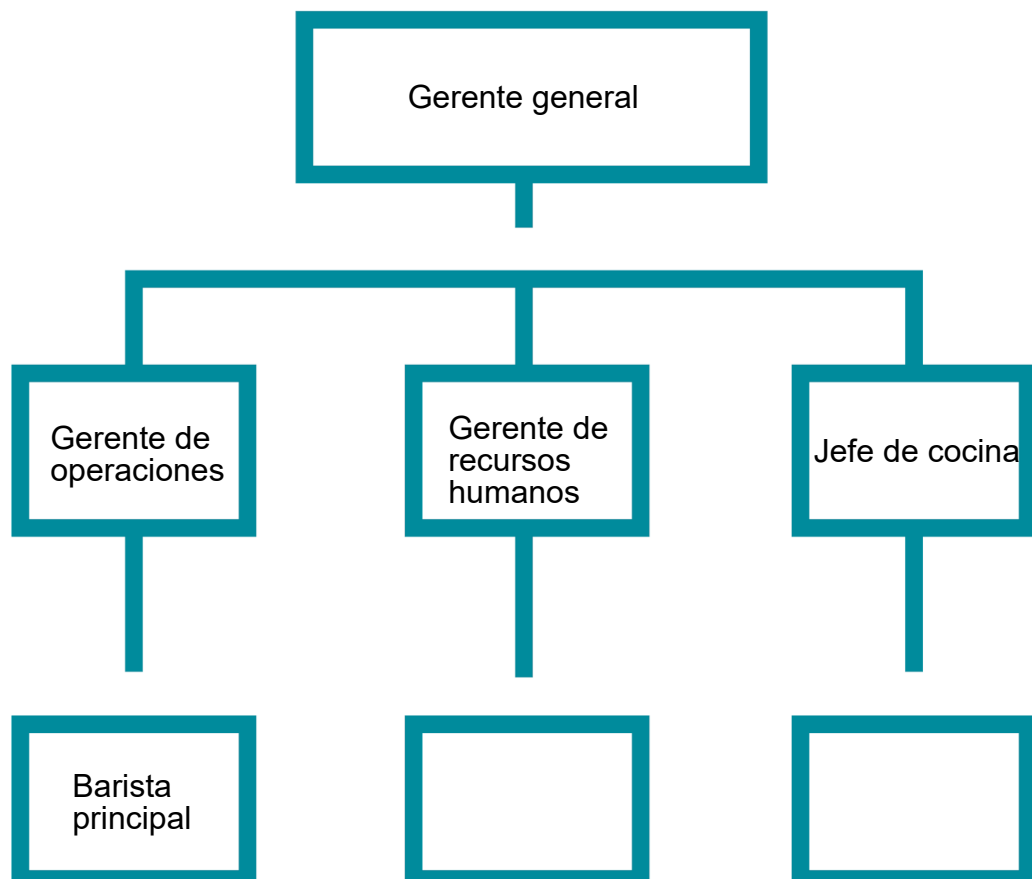 Gerente general
Gerente de
operaciones
Gerente de
recursos
humanos
Jefe de cocina
Barista
principal